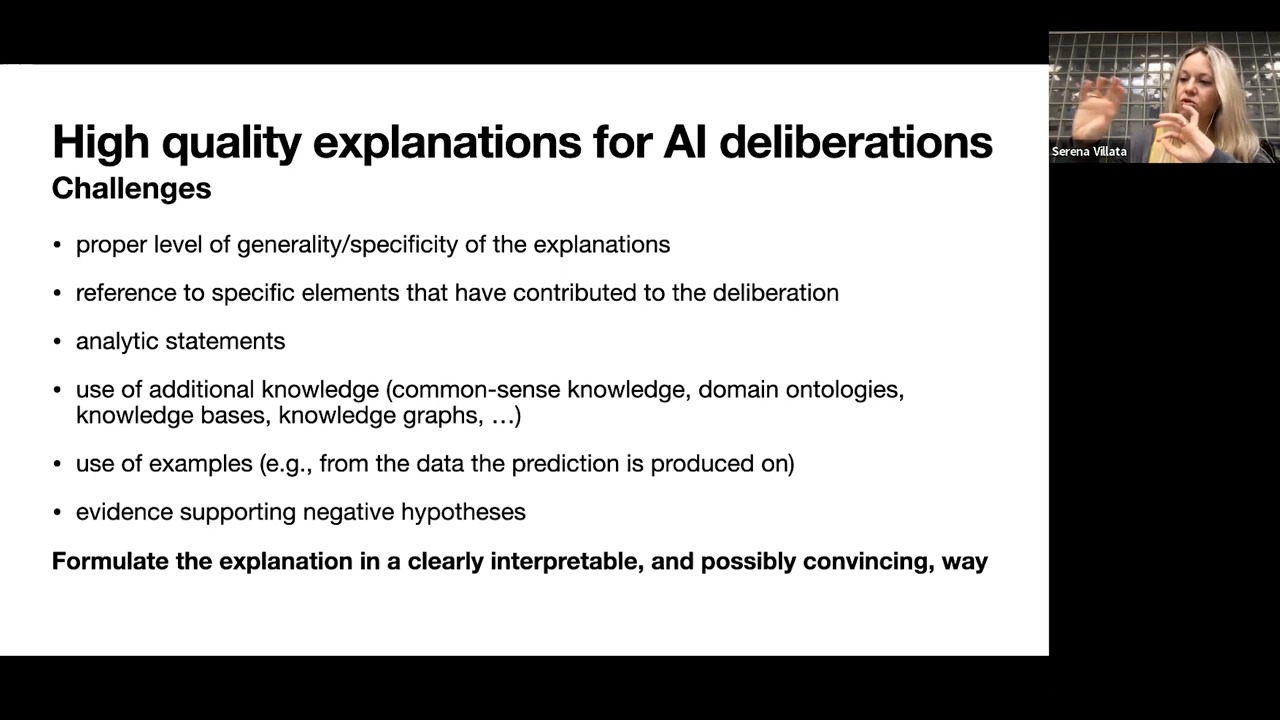 High quality explanations for AI deliberations
Challenges
• proper level of generality/specificity of the explanations
• reference to specific elements that have contributed to the deliberation
• analytic statements
• use of additional knowledge (common-sense knowledge, domain ontologies,
knowledge bases, knowledge graphs, …)
• use of examples (e.g., from the data the prediction is produced on)
• evidence supporting negative hypotheses
Formulate the explanation in a clearly interpretable, and possibly convincing, way
Serena Villata